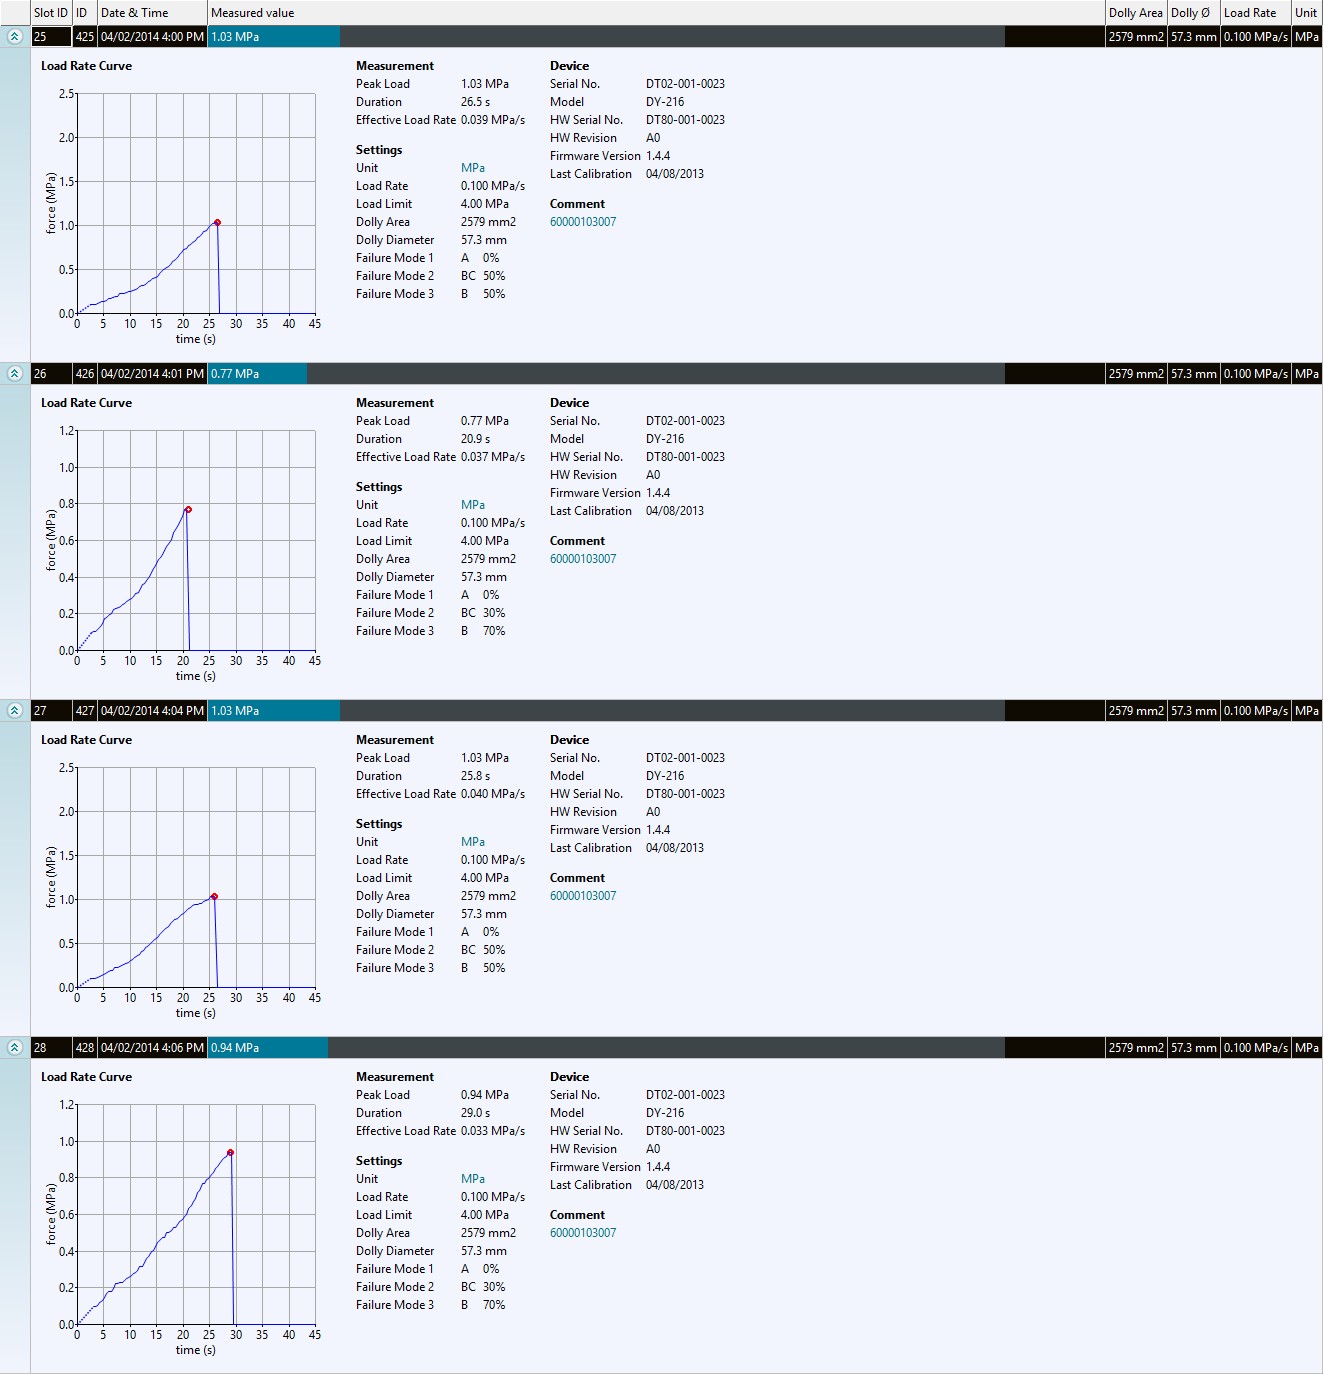 Slot ID ID Date & Time Measured value Dolly Area Dolly Ø Load Rate Unit
25 425 04/02/2014 4:00 PM 1.03 MPa 2579 mm2 57.3 mm 0.100 MPa/s MPa
Load Rate Curve
2.5
2.0
1.5
1.0
0.5
0.0
force (MPa)
0 5 10 15 20 25 30 35 40 45
time (s)
Measurement
Peak Load 1.03 MPa
Duration 26.5 s
Effective Load Rate 0.039 MPa/s
Settings
Unit MPa
Load Rate 0.100 MPa/s
Load Limit 4.00 MPa
Dolly Area 2579 mm2
Dolly Diameter 57.3 mm
Failure Mode 1 A 0%
Failure Mode 2 BC 50%
Failure Mode 3 B 50%
Device
Serial No. DT02-001-0023
Model DY-216
HW Serial No. DT80-001-0023
HW Revision A0
Firmware Version 1.4.4
Last Calibration 04/08/2013
Comment
60000103007
26 426 04/02/2014 4:01 PM 0.77 MPa 2579 mm2 57.3 mm 0.100 MPa/s MPa
Load Rate Curve
1.2
1.0
0.8
0.6
0.4
0.2
0.0
force (MPa)
0 5 10 15 20 25 30 35 40 45
time (s)
Measurement
Peak Load 0.77 MPa
Duration 20.9 s
Effective Load Rate 0.037 MPa/s
Settings
Unit MPa
Load Rate 0.100 MPa/s
Load Limit 4.00 MPa
Dolly Area 2579 mm2
Dolly Diameter 57.3 mm
Failure Mode 1 A 0%
Failure Mode 2 BC 30%
Failure Mode 3 B 70%
Device
Serial No. DT02-001-0023
Model DY-216
HW Serial No. DT80-001-0023
HW Revision A0
Firmware Version 1.4.4
Last Calibration 04/08/2013
Comment
60000103007
27 427 04/02/2014 4:04 PM 1.03 MPa 2579 mm2 57.3 mm 0.100 MPa/s MPa
Load Rate Curve
2.5
2.0
1.5
1.0
0.5
0.0
force (MPa)
0 5 10 15 20 25 30 35 40 45
time (s)
Measurement
Peak Load 1.03 MPa
Duration 25.8 s
Effective Load Rate 0.040 MPa/s
Settings
Unit MPa
Load Rate 0.100 MPa/s
Load Limit 4.00 MPa
Dolly Area 2579 mm2
Dolly Diameter 57.3 mm
Failure Mode 1 A 0%
Failure Mode 2 BC 50%
Failure Mode 3 B 50%
Device
Serial No. DT02-001-0023
Model DY-216
HW Serial No. DT80-001-0023
HW Revision A0
Firmware Version 1.4.4
Last Calibration 04/08/2013
Comment
60000103007
28 428 04/02/2014 4:06 PM 0.94 MPa 2579 mm2 57.3 mm 0.100 MPa/s MPa
Load Rate Curve
1.2
1.0
0.8
0.6
0.4
0.2
0.0
force (MPa)
0 5 10 15 20 25 30 35 40 45
time (s)
Measurement
Peak Load 0.94 MPa
Duration 29.0 s
Effective Load Rate 0.033 MPa/s
Settings
Unit MPa
Load Rate 0.100 MPa/s
Load Limit 4.00 MPa
Dolly Area 2579 mm2
Dolly Diameter 57.3 mm
Failure Mode 1 A 0%
Failure Mode 2 BC 30%
Failure Mode 3 B 70%
Device
Serial No. DT02-001-0023
Model DY-216
HW Serial No. DT80-001-0023
HW Revision A0
Firmware Version 1.4.4
Last Calibration 04/08/2013
Comment
60000103007